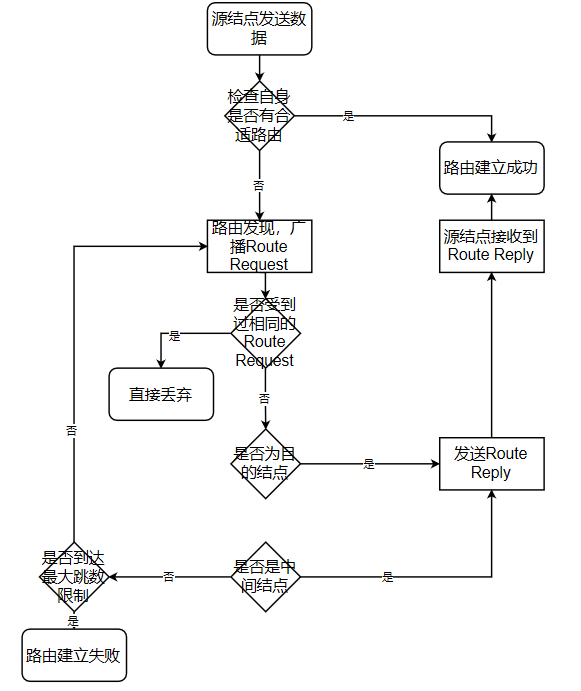 源结点发送数
据
检查自身
是否有合
适路由
是
路由建立成功
否
路由发现，广
播Route
Request
源结点接收到
Route Reply
是否受到
过相同的
Route
Request
是
直接丢弃
否
是否为目
的结点
是
发送Route
Reply
否
是否到达
最大跳数
限制
否
是否是中
间结点
是
是
路由建立失败